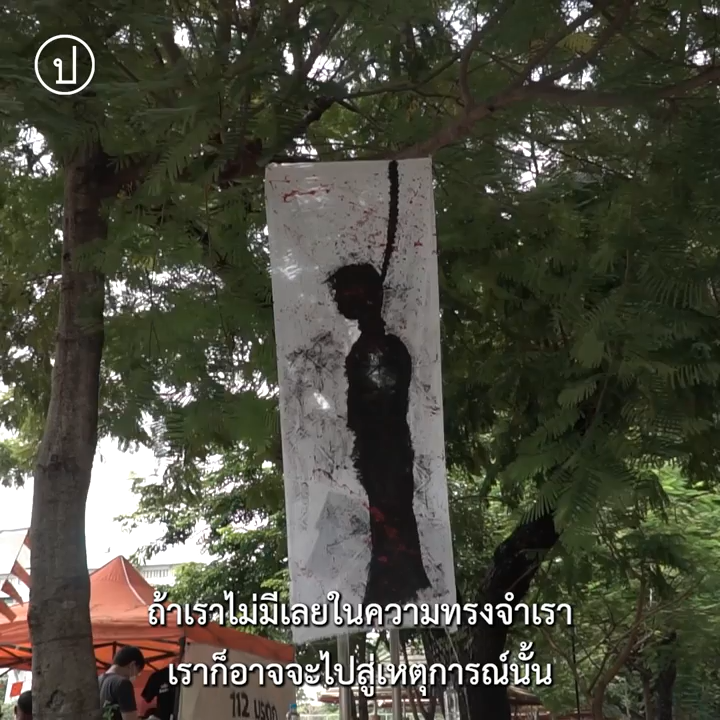 ป
ถ้าเราไม่มีเลยในความทรงจำเรา
เราก็อาจจะไปสู่เหตุการณ์นั้น
112